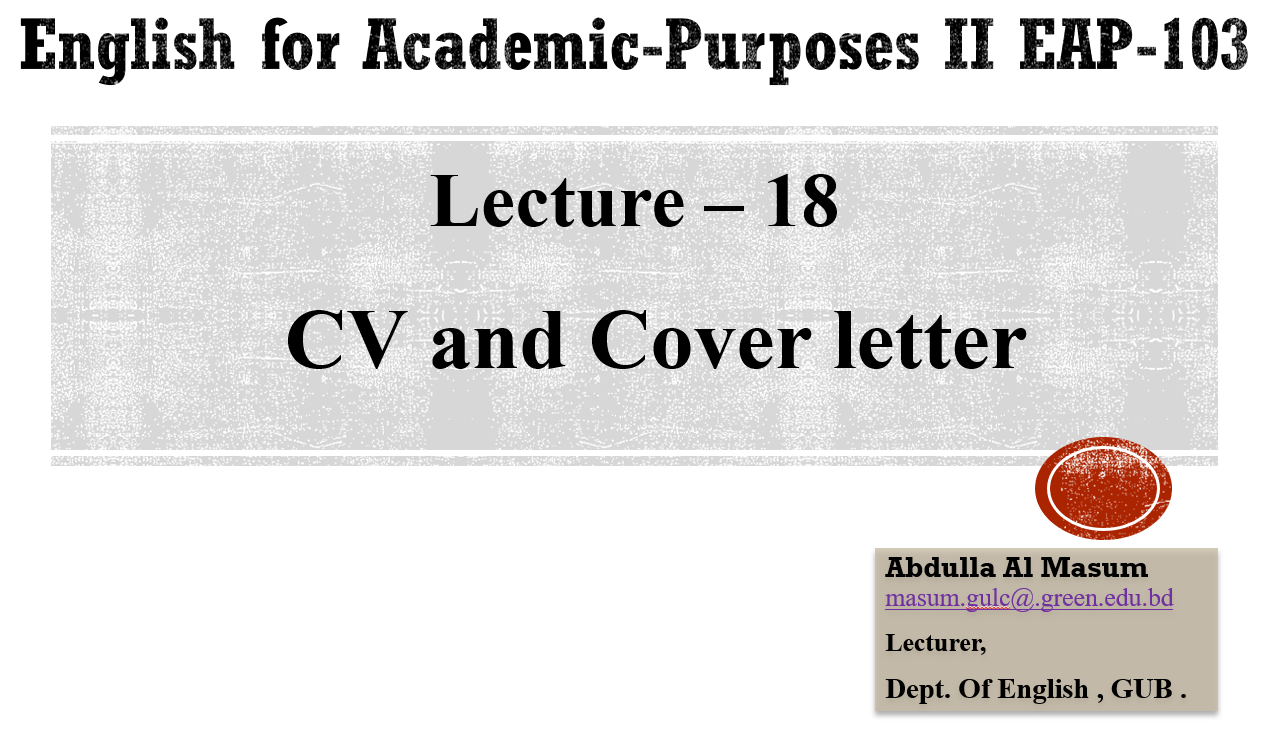 English for Academic-Purposes II EAP-103
Lecture – 18
CV and Cover letter
Abdulla Al Masum
masum.gulc@.green.edu.bd
Lecturer,
Dept. Of English , GUB .